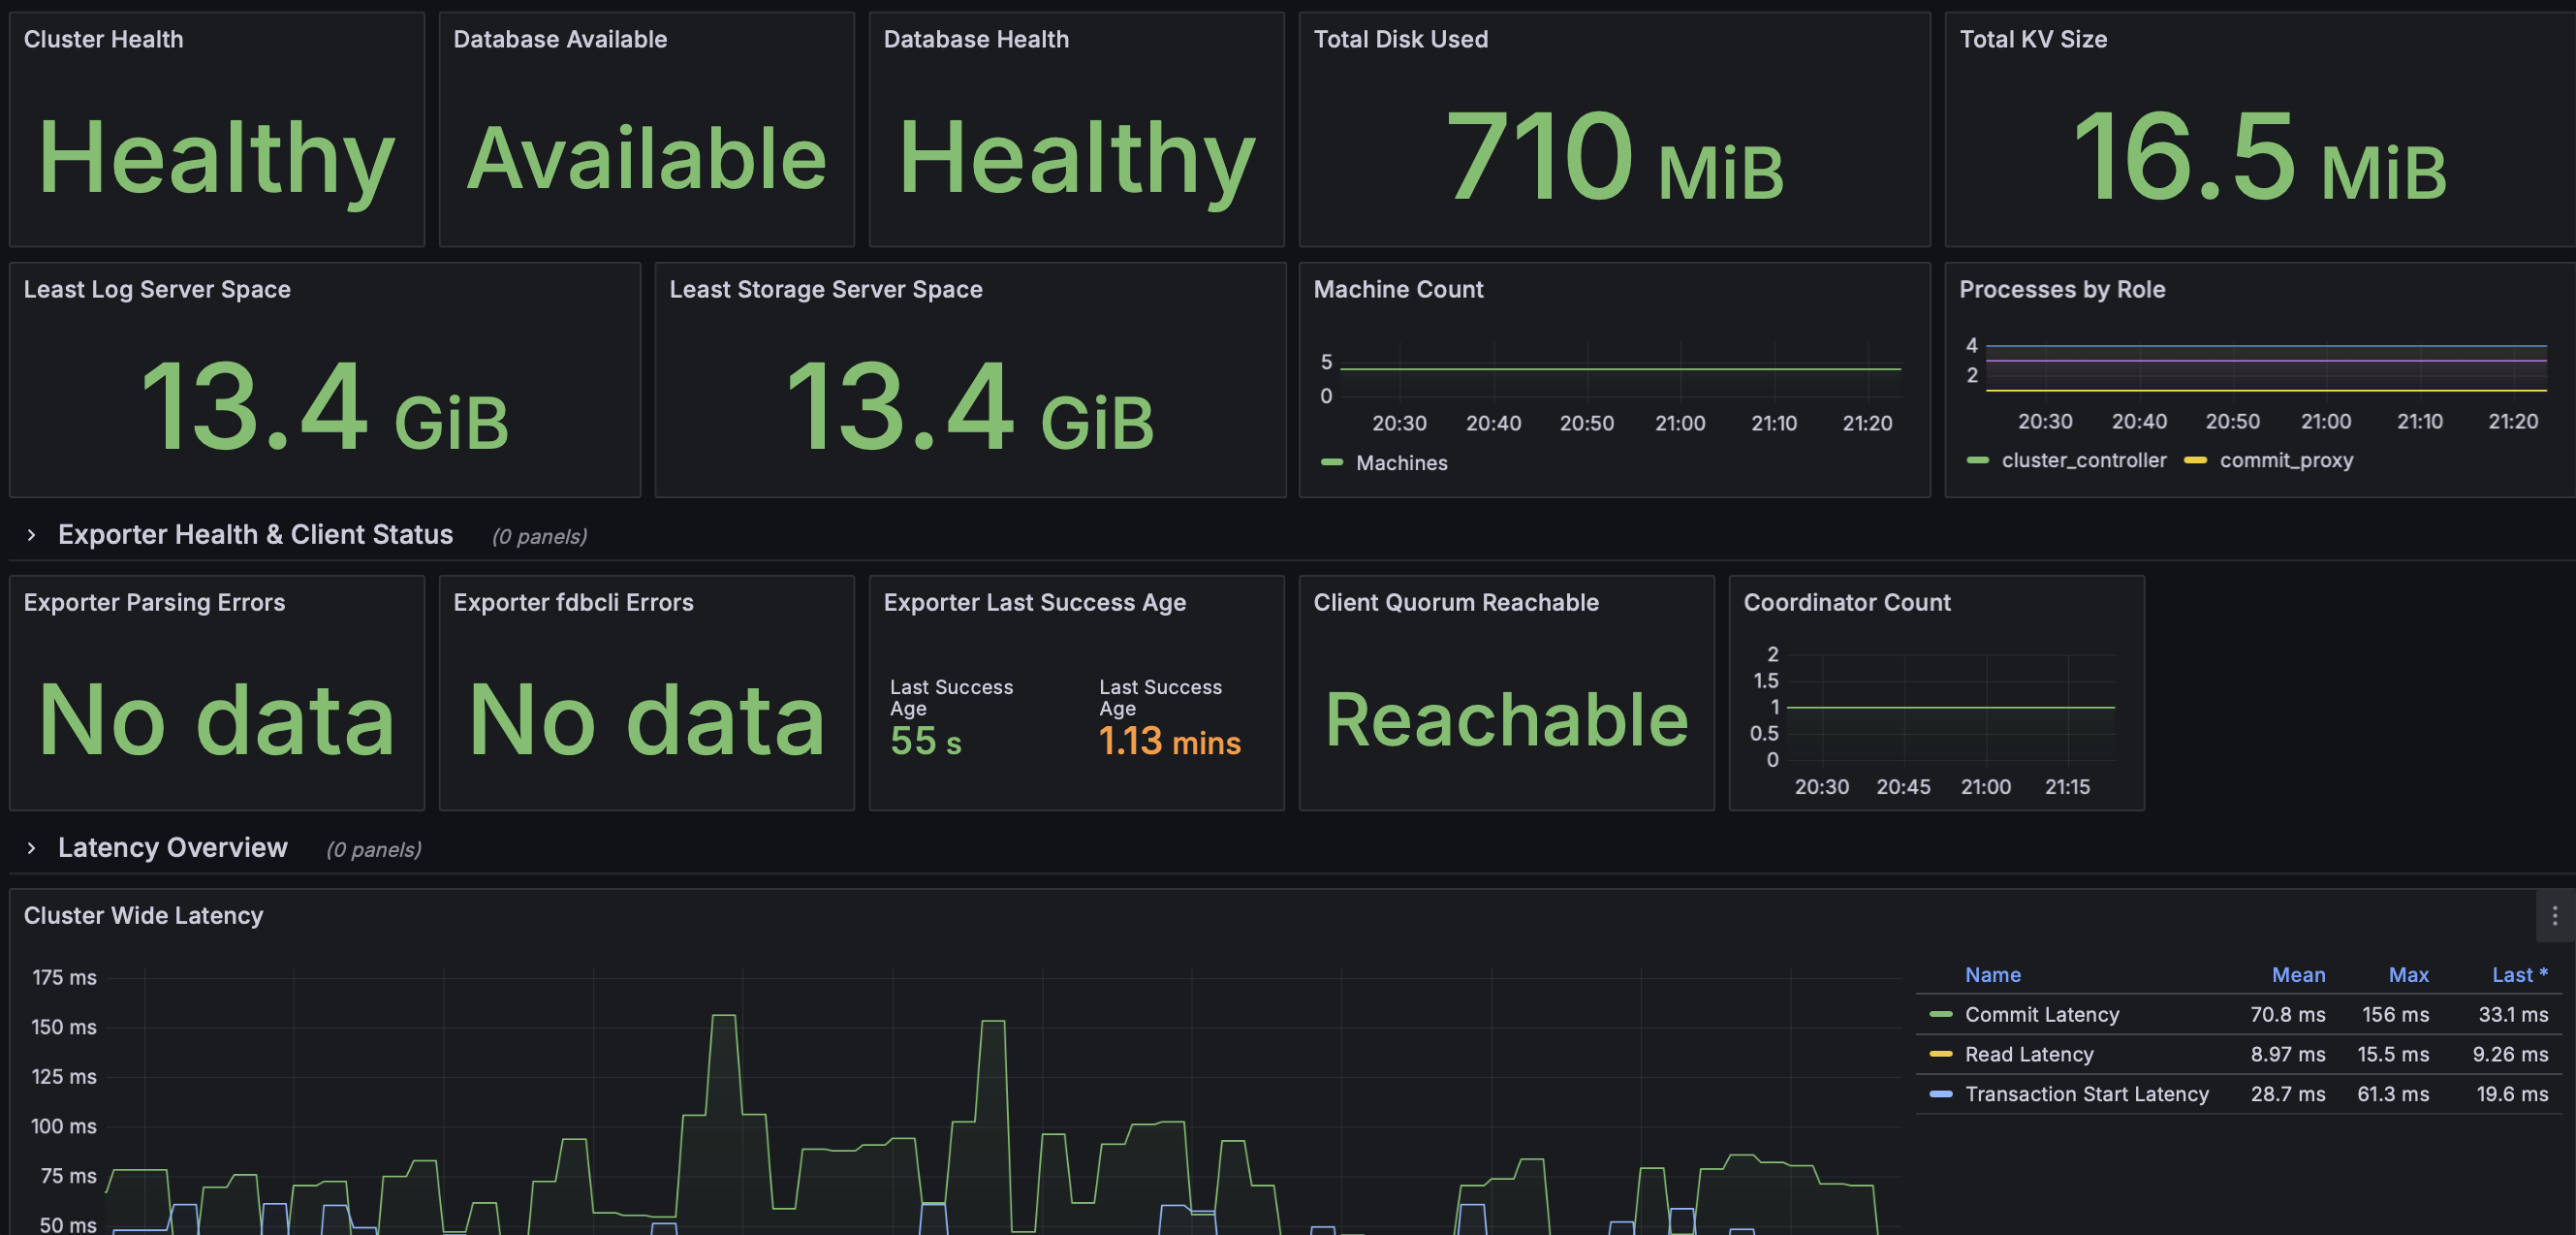 Cluster Health
Healthy
Database Available
Available
Database Health
Healthy
Total Disk Used
710 MiB
Total KV Size
16.5 MiB
Least Log Server Space
13.4 GiB
Least Storage Server Space
13.4 GiB
Machine Count
5
0
20:30 20:40 20:50 21:00 21:10 21:20
Machines
Processes by Role
4
2
20:30 20:40 20:50 21:00 21:10 21:20
cluster_controller commit_proxy
Exporter Health & Client Status (0 panels)
Exporter Parsing Errors
No data
Exporter fdbcli Errors
No data
Exporter Last Success Age
Last Success
Age
55 s
Last Success
Age
1.13 mins
Client Quorum Reachable
Reachable
Coordinator Count
2
1.5
1
0.5
0
20:30 20:45 21:00 21:15
Latency Overview (0 panels)
Cluster Wide Latency
175 ms
150 ms
125 ms
100 ms
75 ms
50 ms
Name Mean Max Last *
Commit Latency 70.8 ms 156 ms 33.1 ms
Read Latency 8.97 ms 15.5 ms 9.26 ms
Transaction Start Latency 28.7 ms 61.3 ms 19.6 ms